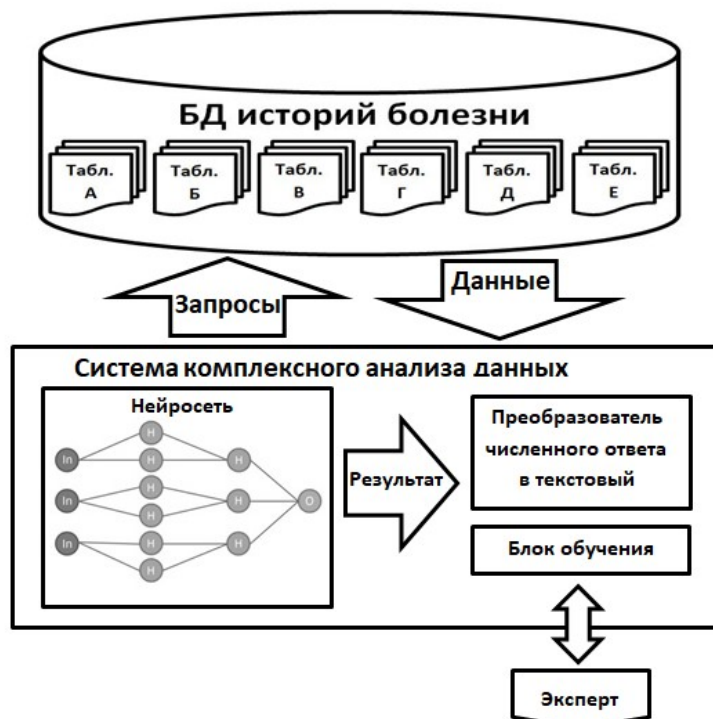 БД историй болезни
Табл. А
Табл. Б
Табл. В
Табл. Г
Табл. Д
Табл. Е
Запросы
Данные
Система комплексного анализа данных
Нейросеть
In
In
In
H
H
H
H
H
H
H
H
H
O
Результат
Преобразователь
численного ответа
в текстовый
Блок обучения
Эксперт